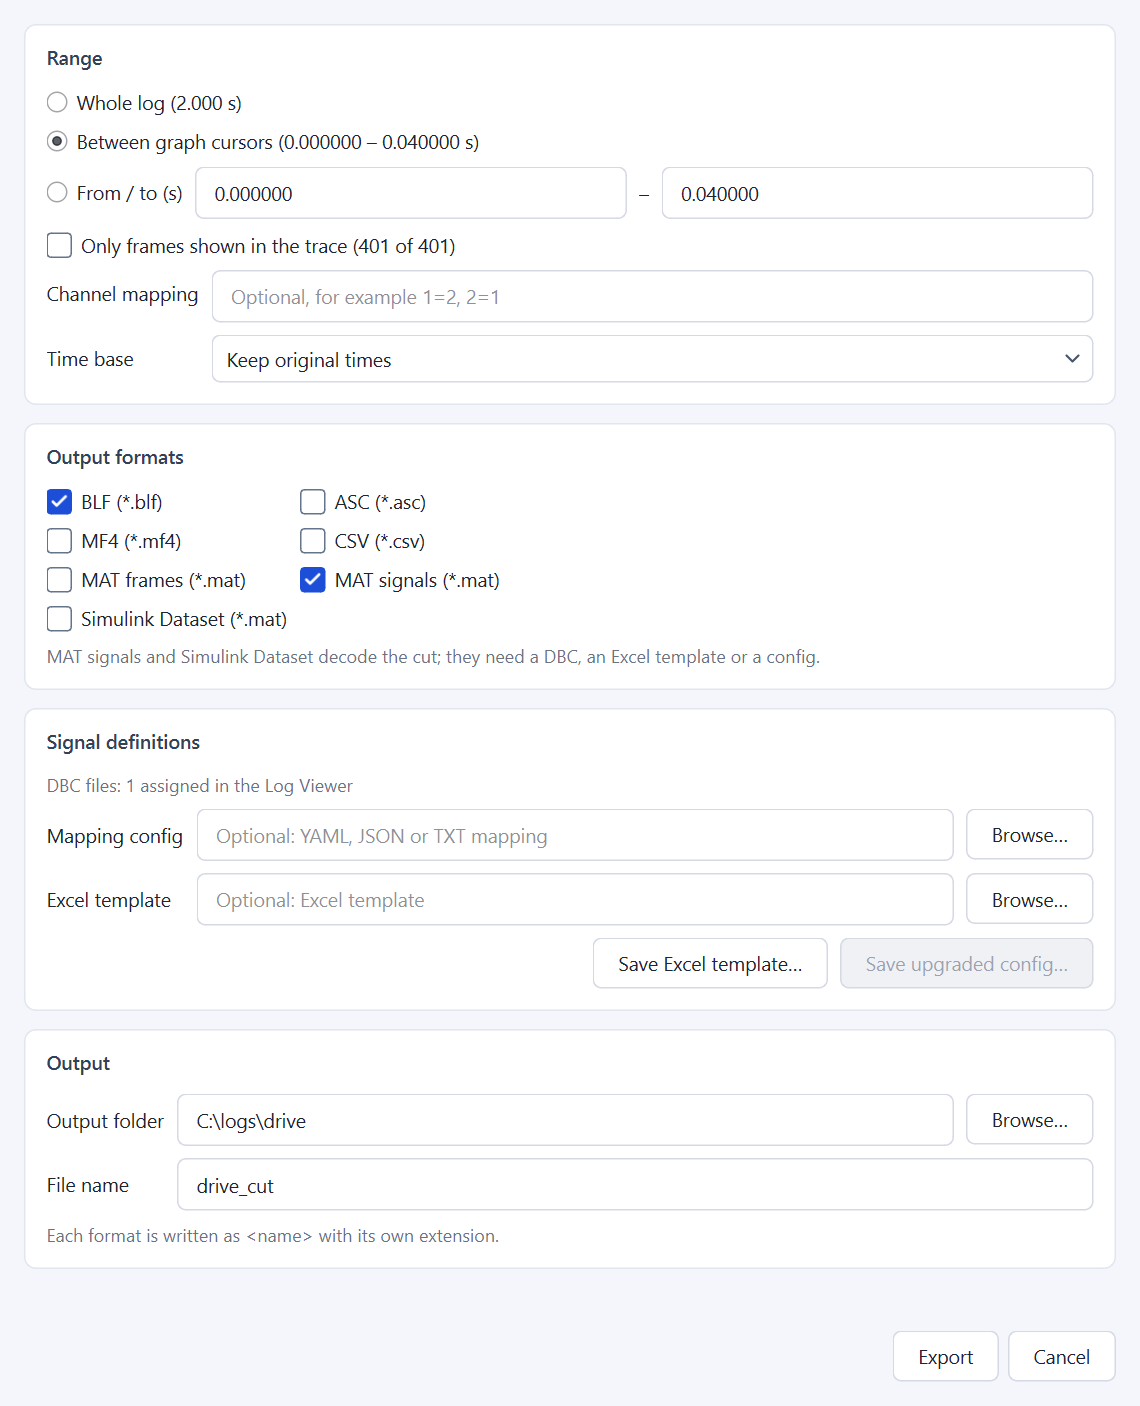 Range
Whole log (2.000 s)
Between graph cursors (0.000000 – 0.040000 s)
From / to (s) 0.000000 – 0.040000
Only frames shown in the trace (401 of 401)
Channel mapping Optional, for example 1=2, 2=1
Time base Keep original times
Output formats
BLF (*.blf) ASC (*.asc)
MF4 (*.mf4) CSV (*.csv)
MAT frames (*.mat) MAT signals (*.mat)
Simulink Dataset (*.mat)
MAT signals and Simulink Dataset decode the cut; they need a DBC, an Excel template or a config.
Signal definitions
DBC files: 1 assigned in the Log Viewer
Mapping config Optional: YAML, JSON or TXT mapping Browse...
Excel template Optional: Excel template Browse...
Save Excel template... Save upgraded config...
Output
Output folder C:\logs\drive Browse...
File name drive_cut
Each format is written as <name> with its own extension.
Export Cancel